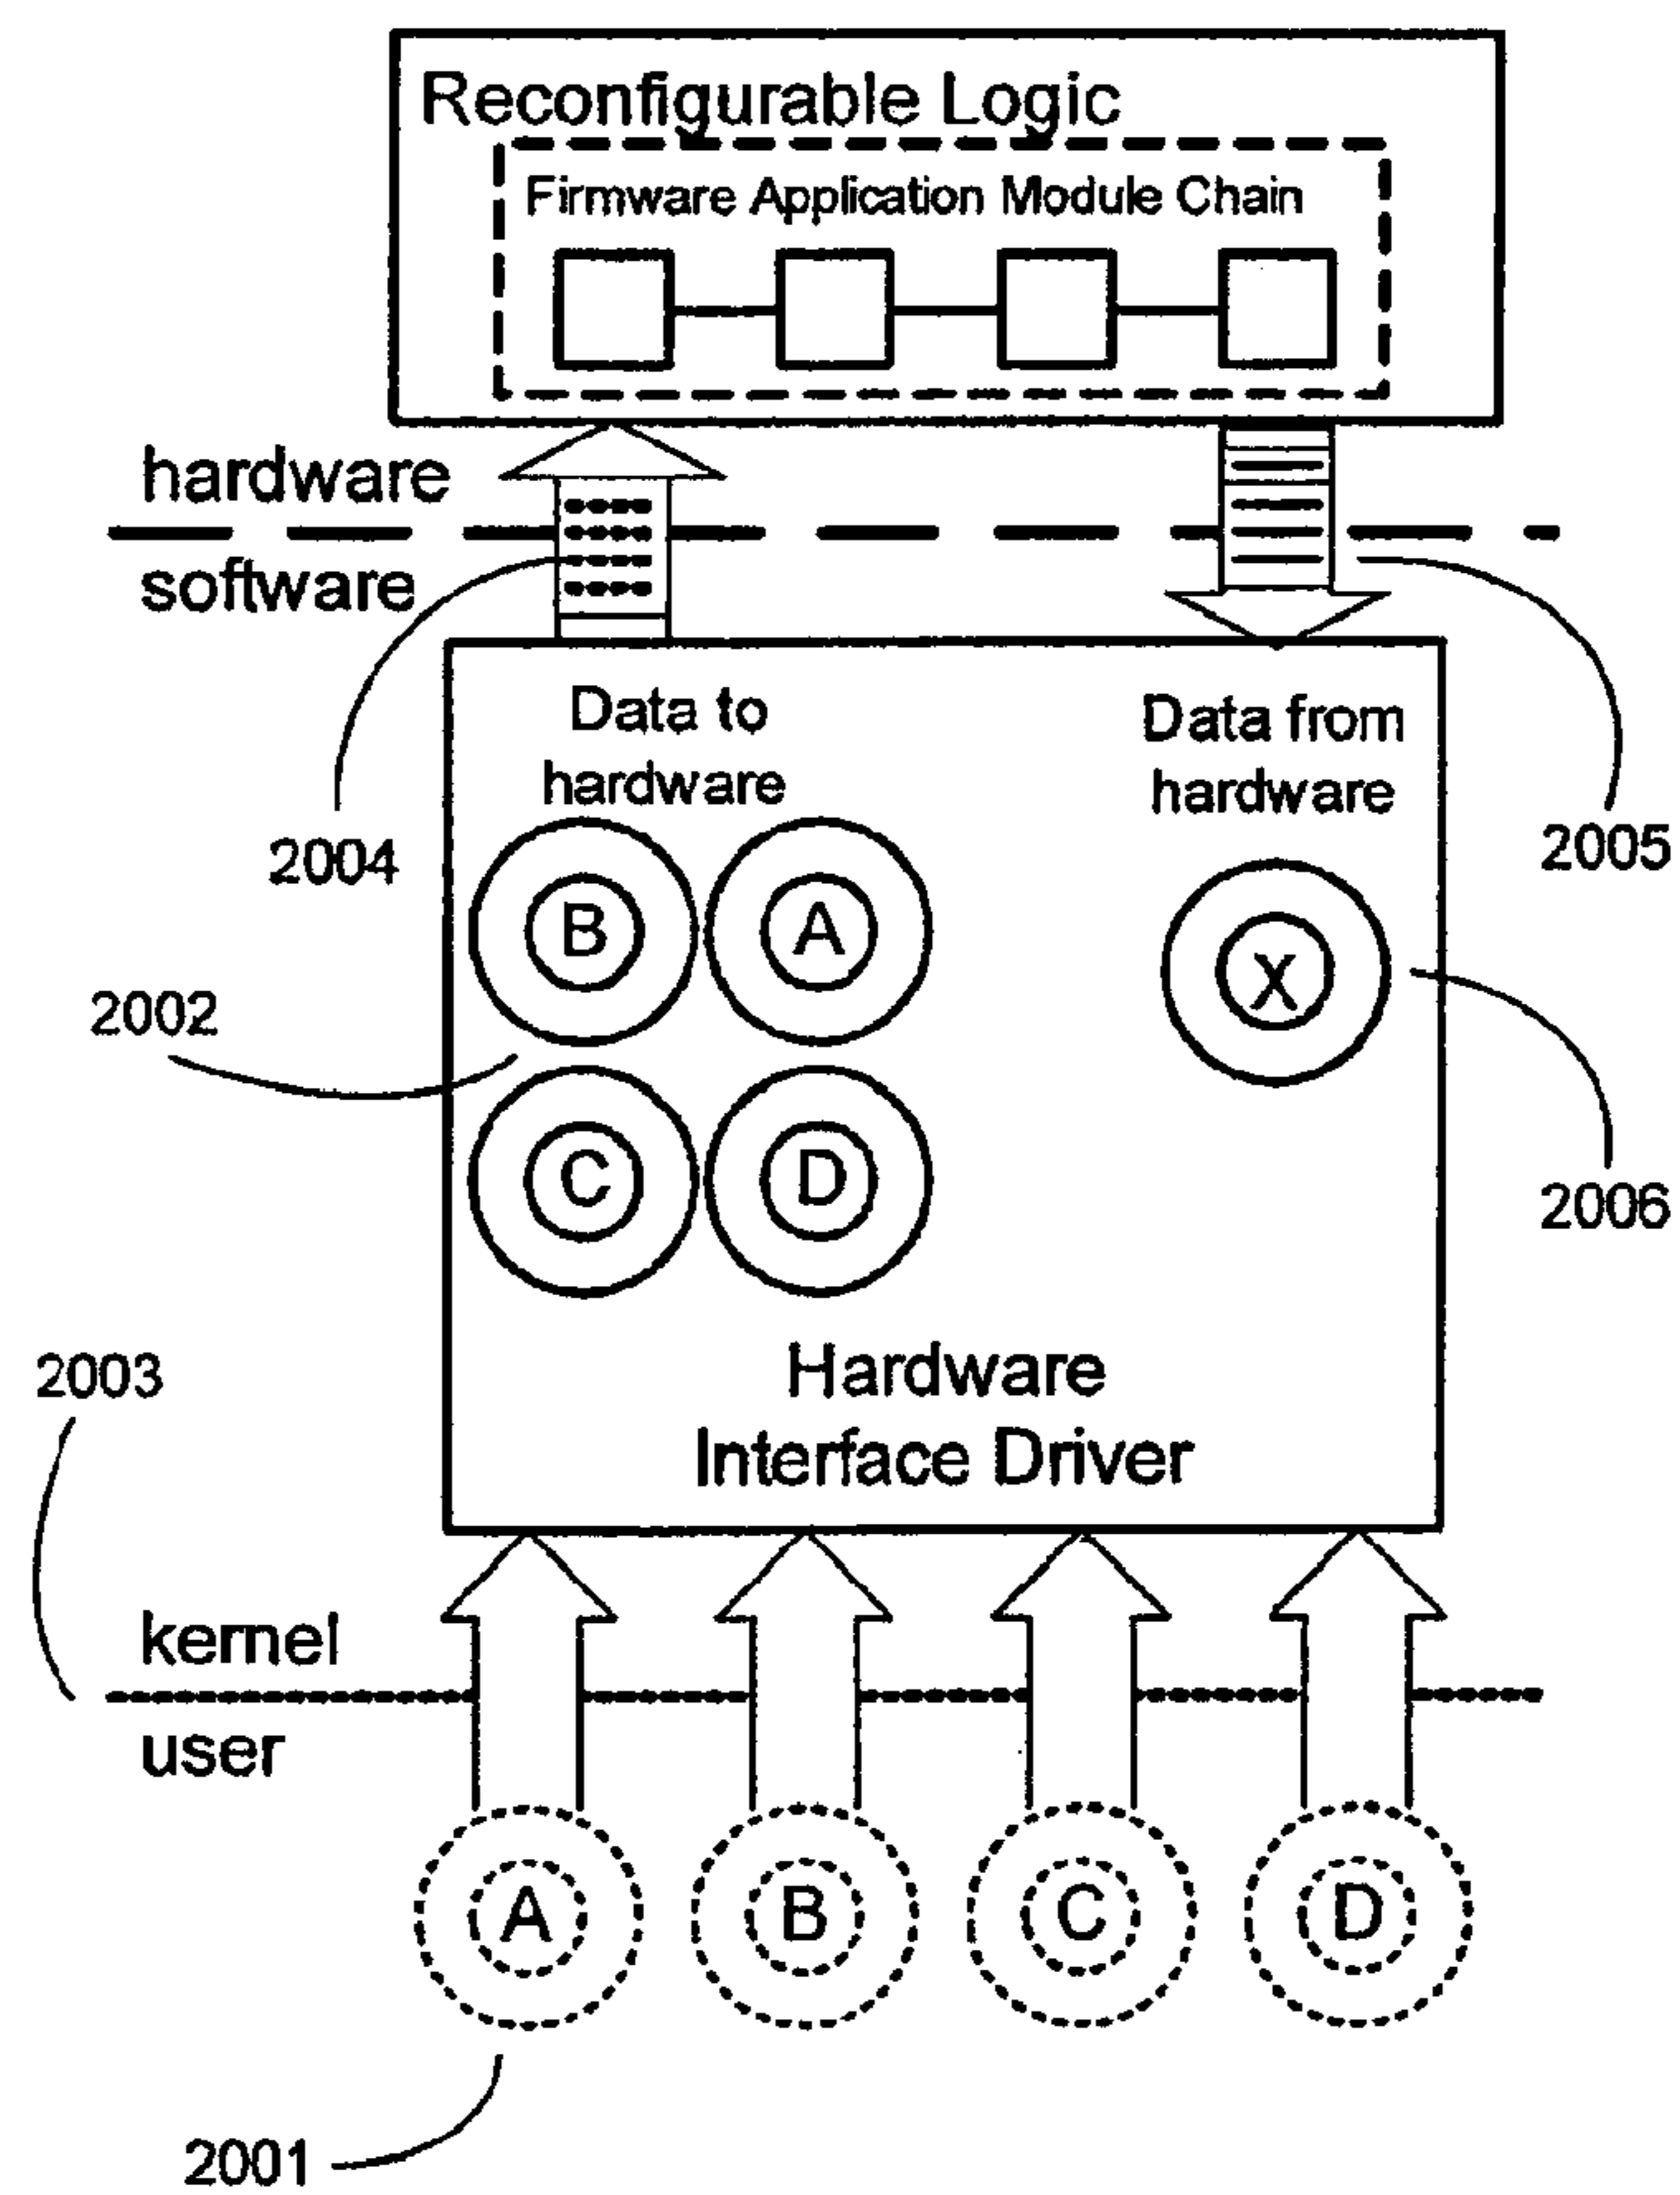 Reconfigurable Logic
Firmware Application Module Chain
hardware
software
Data to
hardware
Data from
hardware
2004
2005
B
A
X
2002
C
D
2006
Hardware
Interface Driver
2003
kernel
user
A
B
C
D
2001